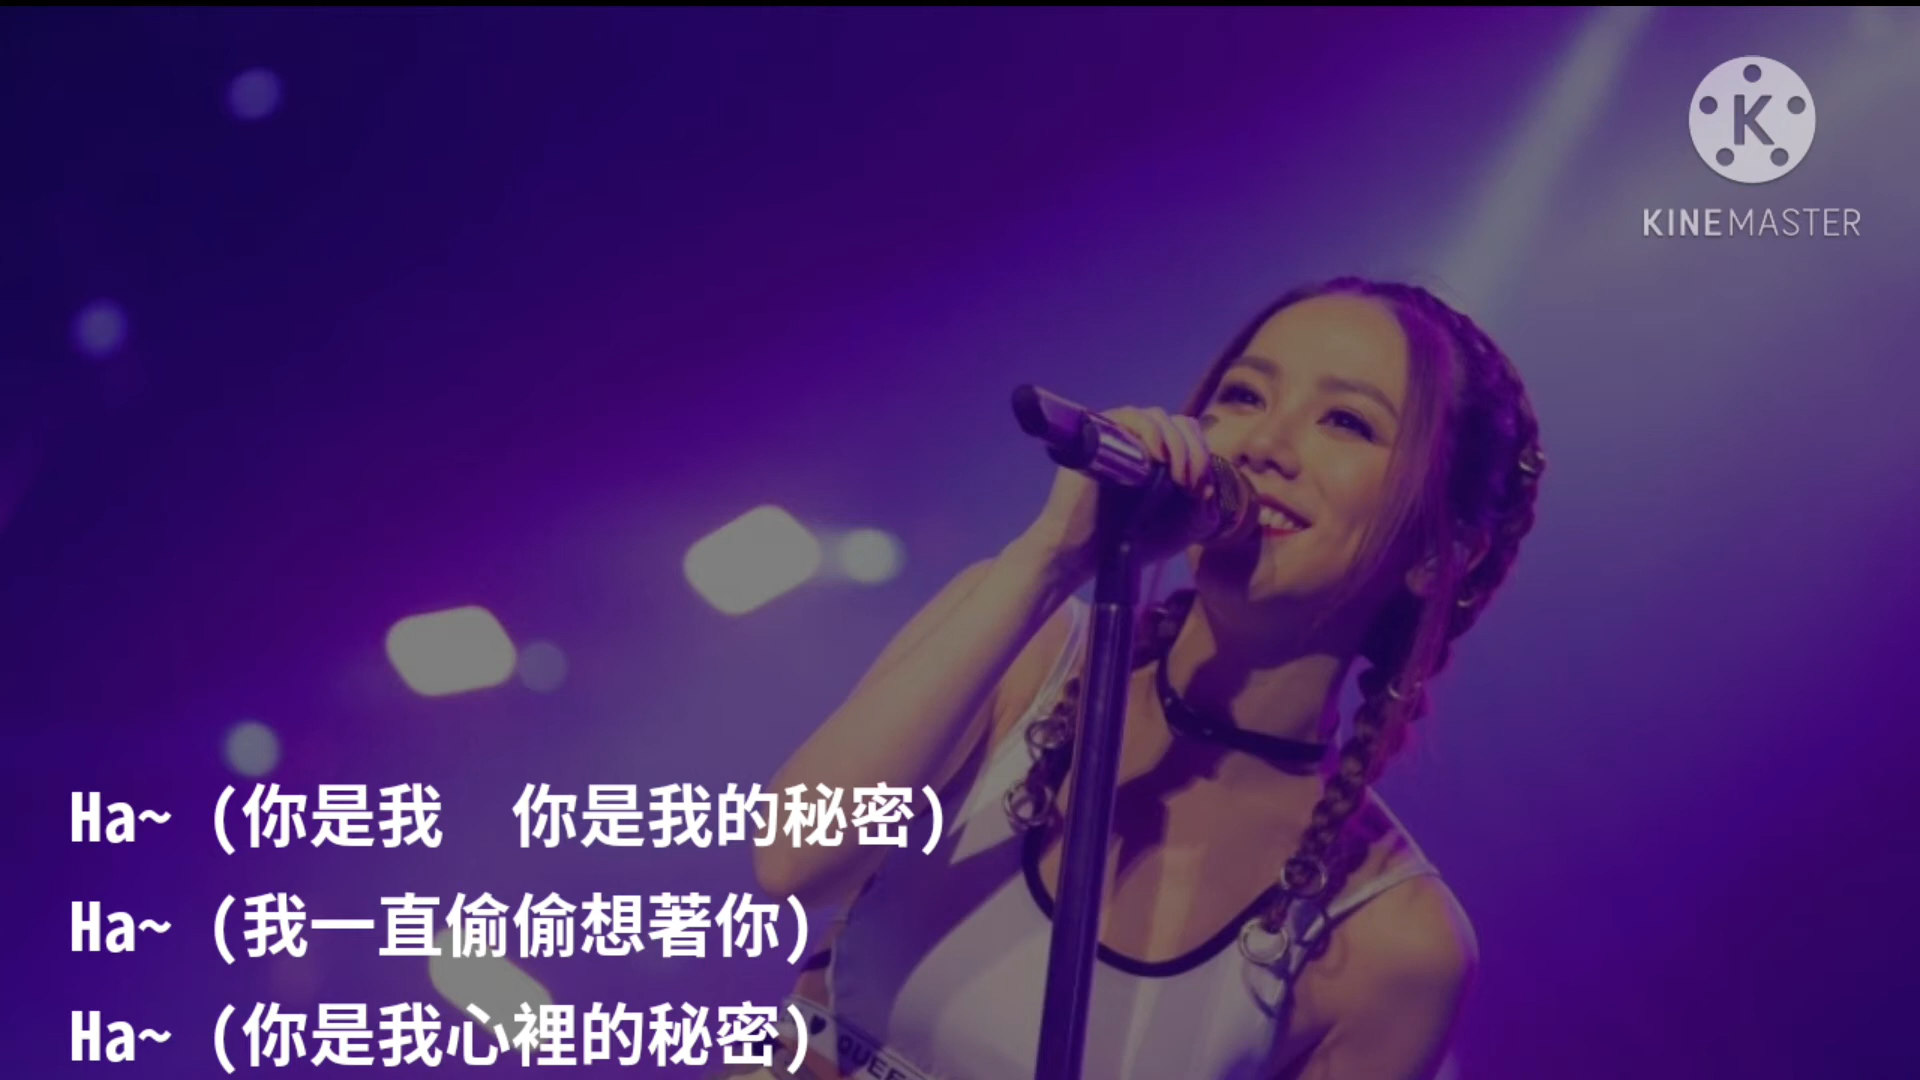 K
KINEMASTER
Ha~ (你是我　你是我的秘密)
Ha~ (我一直偷偷想著你)
Ha~ (你是我心裡的秘密)